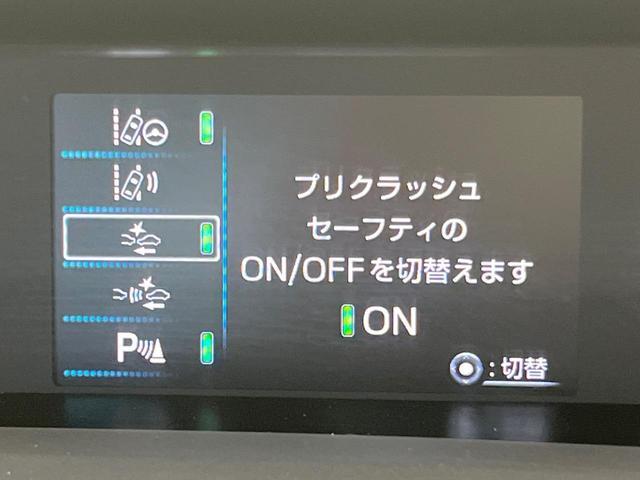 プリクラッシュ
セーフティの
ON/OFFを切替えます
ON
P
:切替